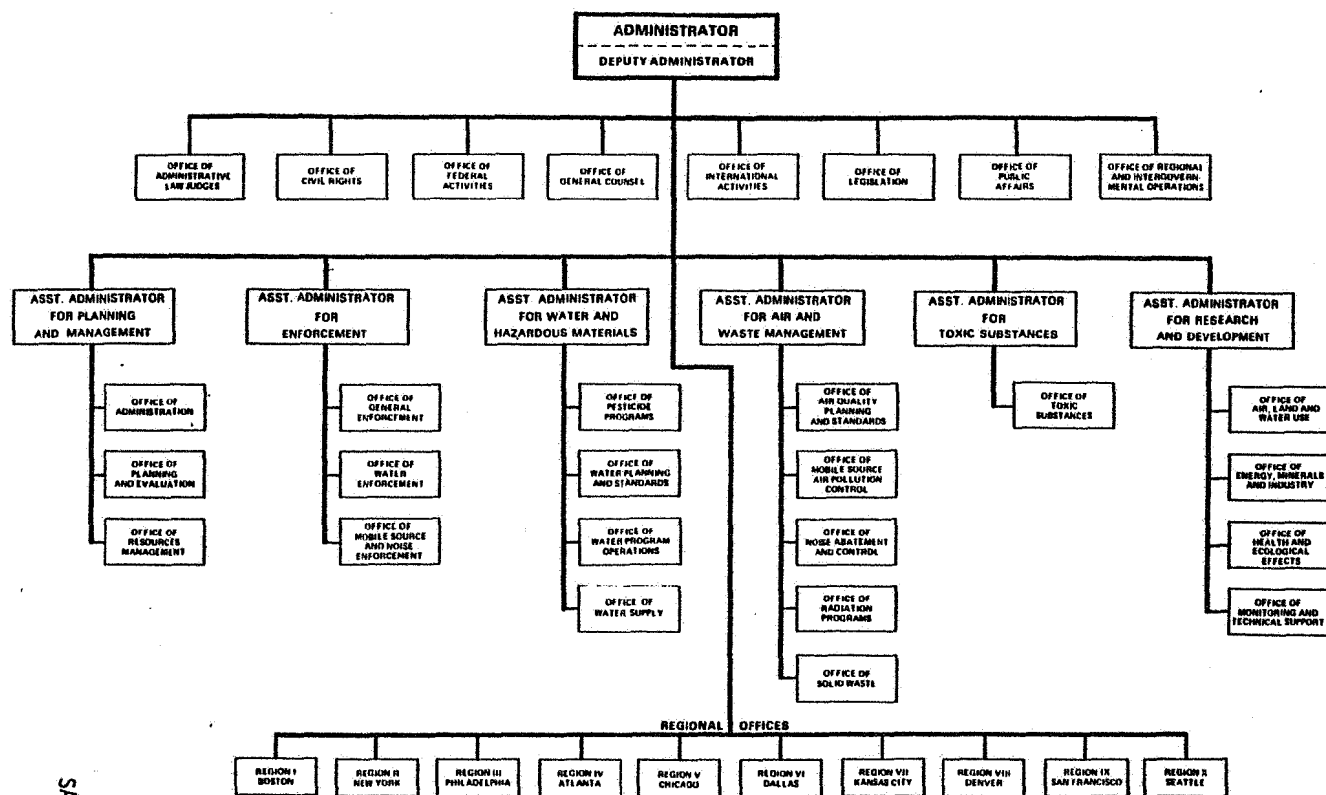 ADMINISTRATOR
DEPUTY ADMINISTRATOR
OFFICE OF
ADMINISTRATIVE
LAW JUDGES
OFFICE OF
CIVIL RIGHTS
OFFICE OF
FEDERAL
ACTIVITIES
OFFICE OF
GENERAL COUNSEL
OFFICE OF
INTERNATIONAL
ACTIVITIES
OFFICE OF
LEGISLATION
OFFICE OF
PUBLIC
AFFAIRS
OFFICE OF REGIONAL
AND INTERGOVERN-
MENTAL OPERATIONS
ASST. ADMINISTRATOR
FOR PLANNING
AND MANAGEMENT
ASST. ADMINISTRATOR
FOR
ENFORCEMENT
ASST. ADMINISTRATOR
FOR WATER AND
HAZARDOUS MATERIALS
ASST. ADMINISTRATOR
FOR AIR AND
WASTE MANAGEMENT
ASST. ADMINISTRATOR
FOR
TOXIC SUBSTANCES
ASST. ADMINISTRATOR
FOR RESEARCH
AND DEVELOPMENT
OFFICE OF
ADMINISTRATION
OFFICE OF
PLANNING
AND EVALUATION
OFFICE OF
RESOURCES
MANAGEMENT
OFFICE OF
GENERAL
ENFORCEMENT
OFFICE OF
WATER
ENFORCEMENT
OFFICE OF
MOBILE SOURCE
AND NOISE
ENFORCEMENT
OFFICE OF
PESTICIDE
PROGRAMS
OFFICE OF
WATER PLANNING
AND STANDARDS
OFFICE OF
WATER PROGRAM
OPERATIONS
OFFICE OF
WATER SUPPLY
OFFICE OF
AIR QUALITY
PLANNING
AND STANDARDS
OFFICE OF
MOBILE SOURCE
AIR POLLUTION
CONTROL
OFFICE OF
NOISE ABATEMENT
AND CONTROL
OFFICE OF
RADIATION
PROGRAMS
OFFICE OF
SOLID WASTE
OFFICE OF
TOXIC
SUBSTANCES
OFFICE OF
AIR, LAND AND
WATER USE
OFFICE OF
ENERGY, MINERALS
AND INDUSTRY
OFFICE OF
HEALTH AND
ECOLOGICAL
EFFECTS
OFFICE OF
MONITORING AND
TECHNICAL SUPPORT
REGIONAL OFFICES
REGION I
BOSTON
REGION II
NEW YORK
REGION III
PHILADELPHIA
REGION IV
ATLANTA
REGION V
CHICAGO
REGION VI
DALLAS
REGION VII
KANSAS CITY
REGION VIII
DENVER
REGION IX
SAN FRANCISCO
REGION X
SEATTLE